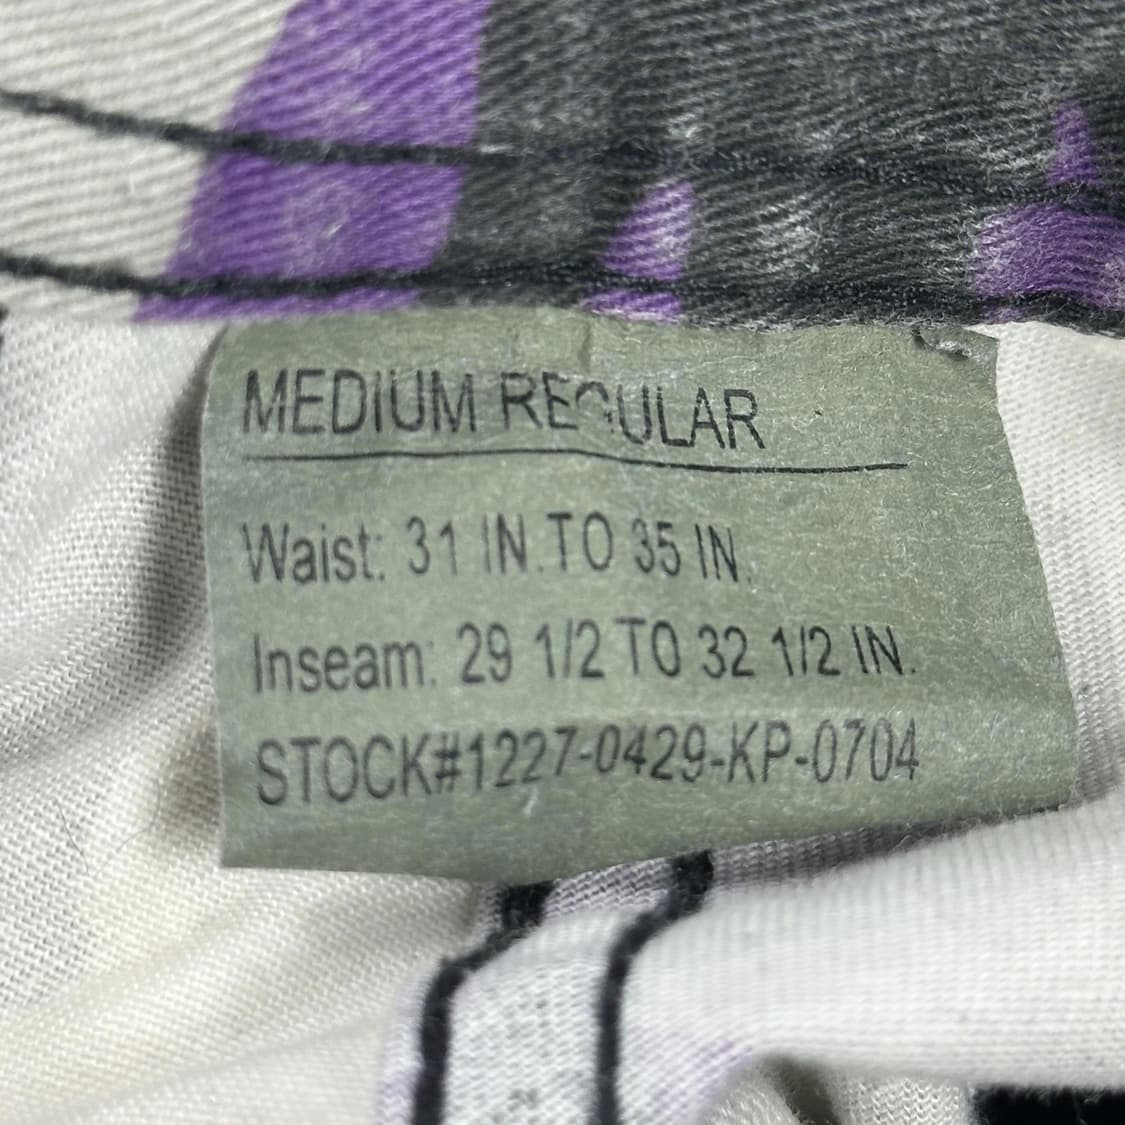 MEDIUM REGULAR
Waist: 31 IN. TO 35 IN.
Inseam: 29 1/2 TO 32 1/2 IN.
STOCK#1227-0429-KP-0704